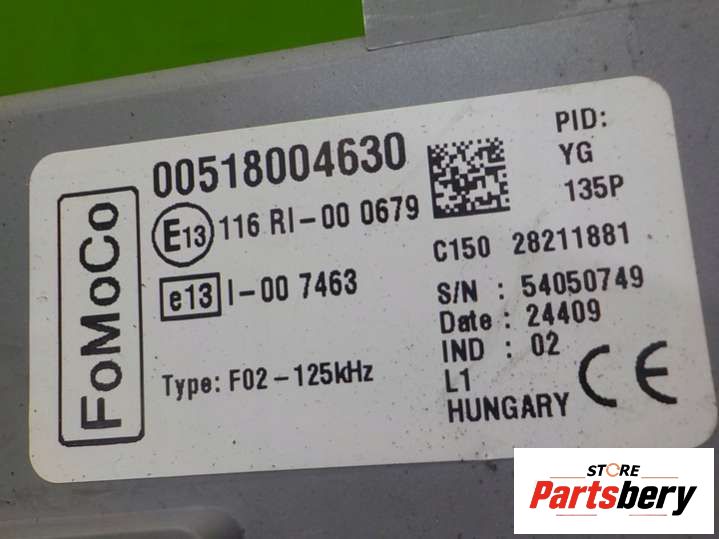 FoMoCo
00518004630
E13 116 RI-00 0679
e13 I-00 7463
Type: F02-125kHz
PID:
YG
135P
C150 28211881
S/N : 54050749
Date : 24409
IND : 02
L1
HUNGARY
CE
STORE
Partsbery